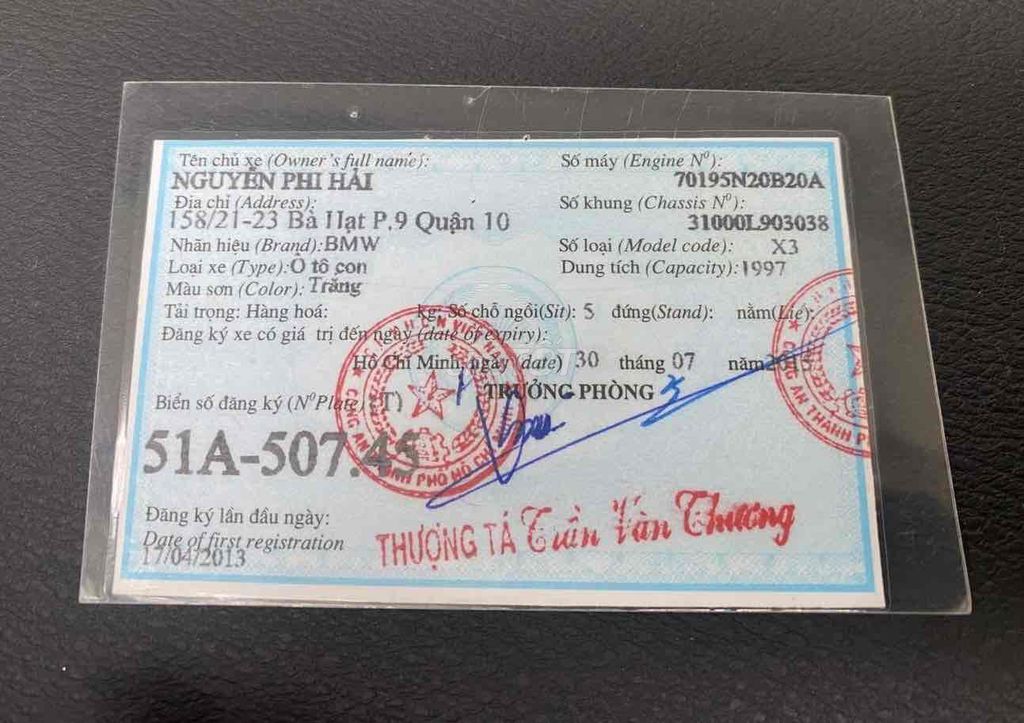 Tên chủ xe (Owner's full name):
NGUYỄN PHI HẢI
Địa chỉ (Address):
158/21-23 Bà Hạt P.9 Quận 10
Nhãn hiệu (Brand): BMW
Loại xe (Type): Ô tô con
Màu sơn (Color): Trắng
Số máy (Engine Nº):
70195N20B20A
Số khung (Chassis Nº):
31000L903038
Số loại (Model code): X3
Dung tích (Capacity): 1997
Tải trọng: Hàng hoá: kg; Số chỗ ngồi(Sit): 5 đứng(Stand): nằm(Lie):
Đăng ký xe có giá trị đến ngày (date of expiry):
Hồ Chí Minh, ngày (date) 30 tháng 07 năm 2015
TRƯỞNG PHÒNG
Biển số đăng ký (NºPlate) (T)
51A-507.45
Đăng ký lần đầu ngày:
Date of first registration
17/04/2013
THƯỢNG TÁ Trần Văn Thương